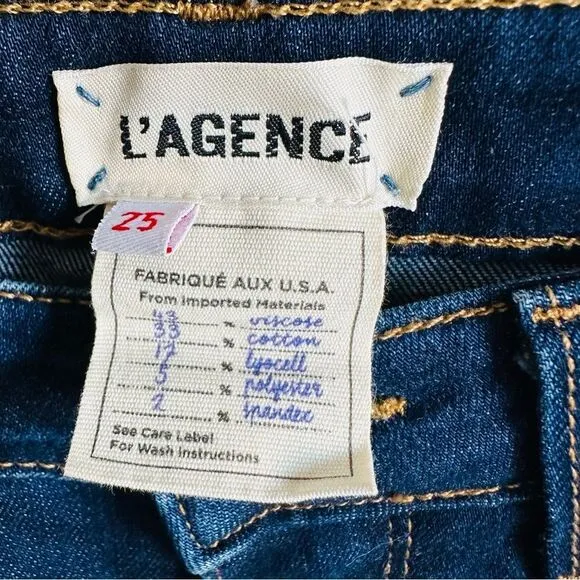 L'AGENCE
25
FABRIQUÉ AUX U.S.A.
From Imported Materials
43 % viscose
33 % cotton
17 % lyocell
5 % polyester
2 % spandex
See Care Label
For Wash Instructions